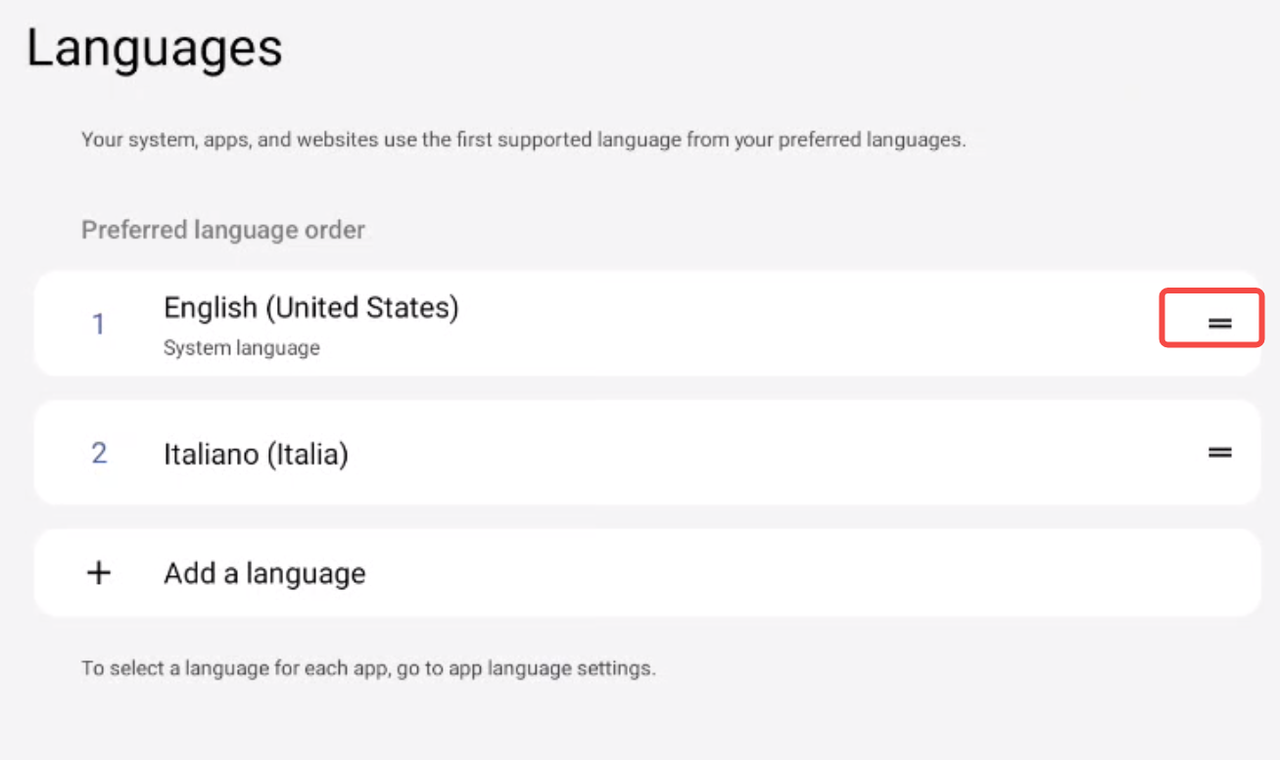 Languages
Your system, apps, and websites use the first supported language from your preferred languages.
Preferred language order
1
English (United States)
System language
2
Italiano (Italia)
+
Add a language
To select a language for each app, go to app language settings.